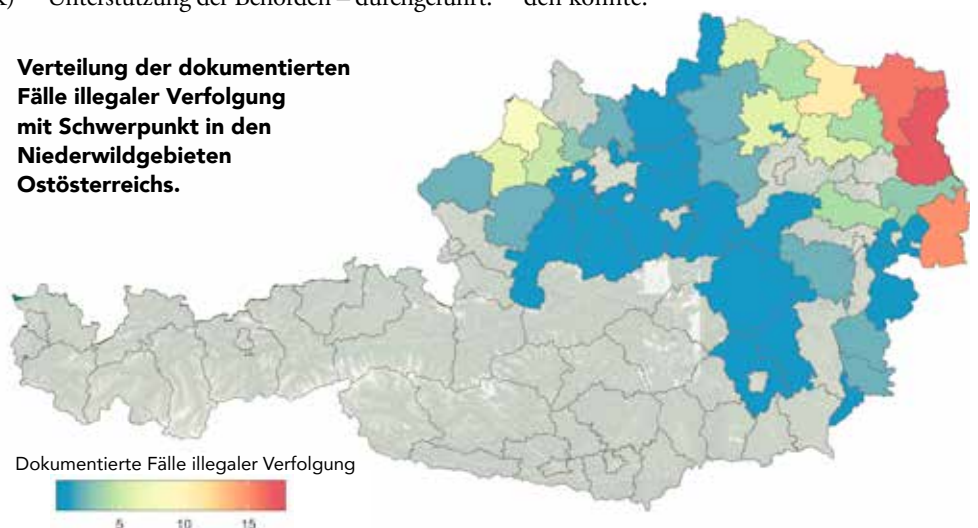 k) Unterstützung der Behörden – durchgeführt. den konnte.
Verteilung der dokumentierten
Fälle illegaler Verfolgung
mit Schwerpunkt in den
Niederwildgebieten
Ostösterreichs.
Dokumentierte Fälle illegaler Verfolgung
5 10 15